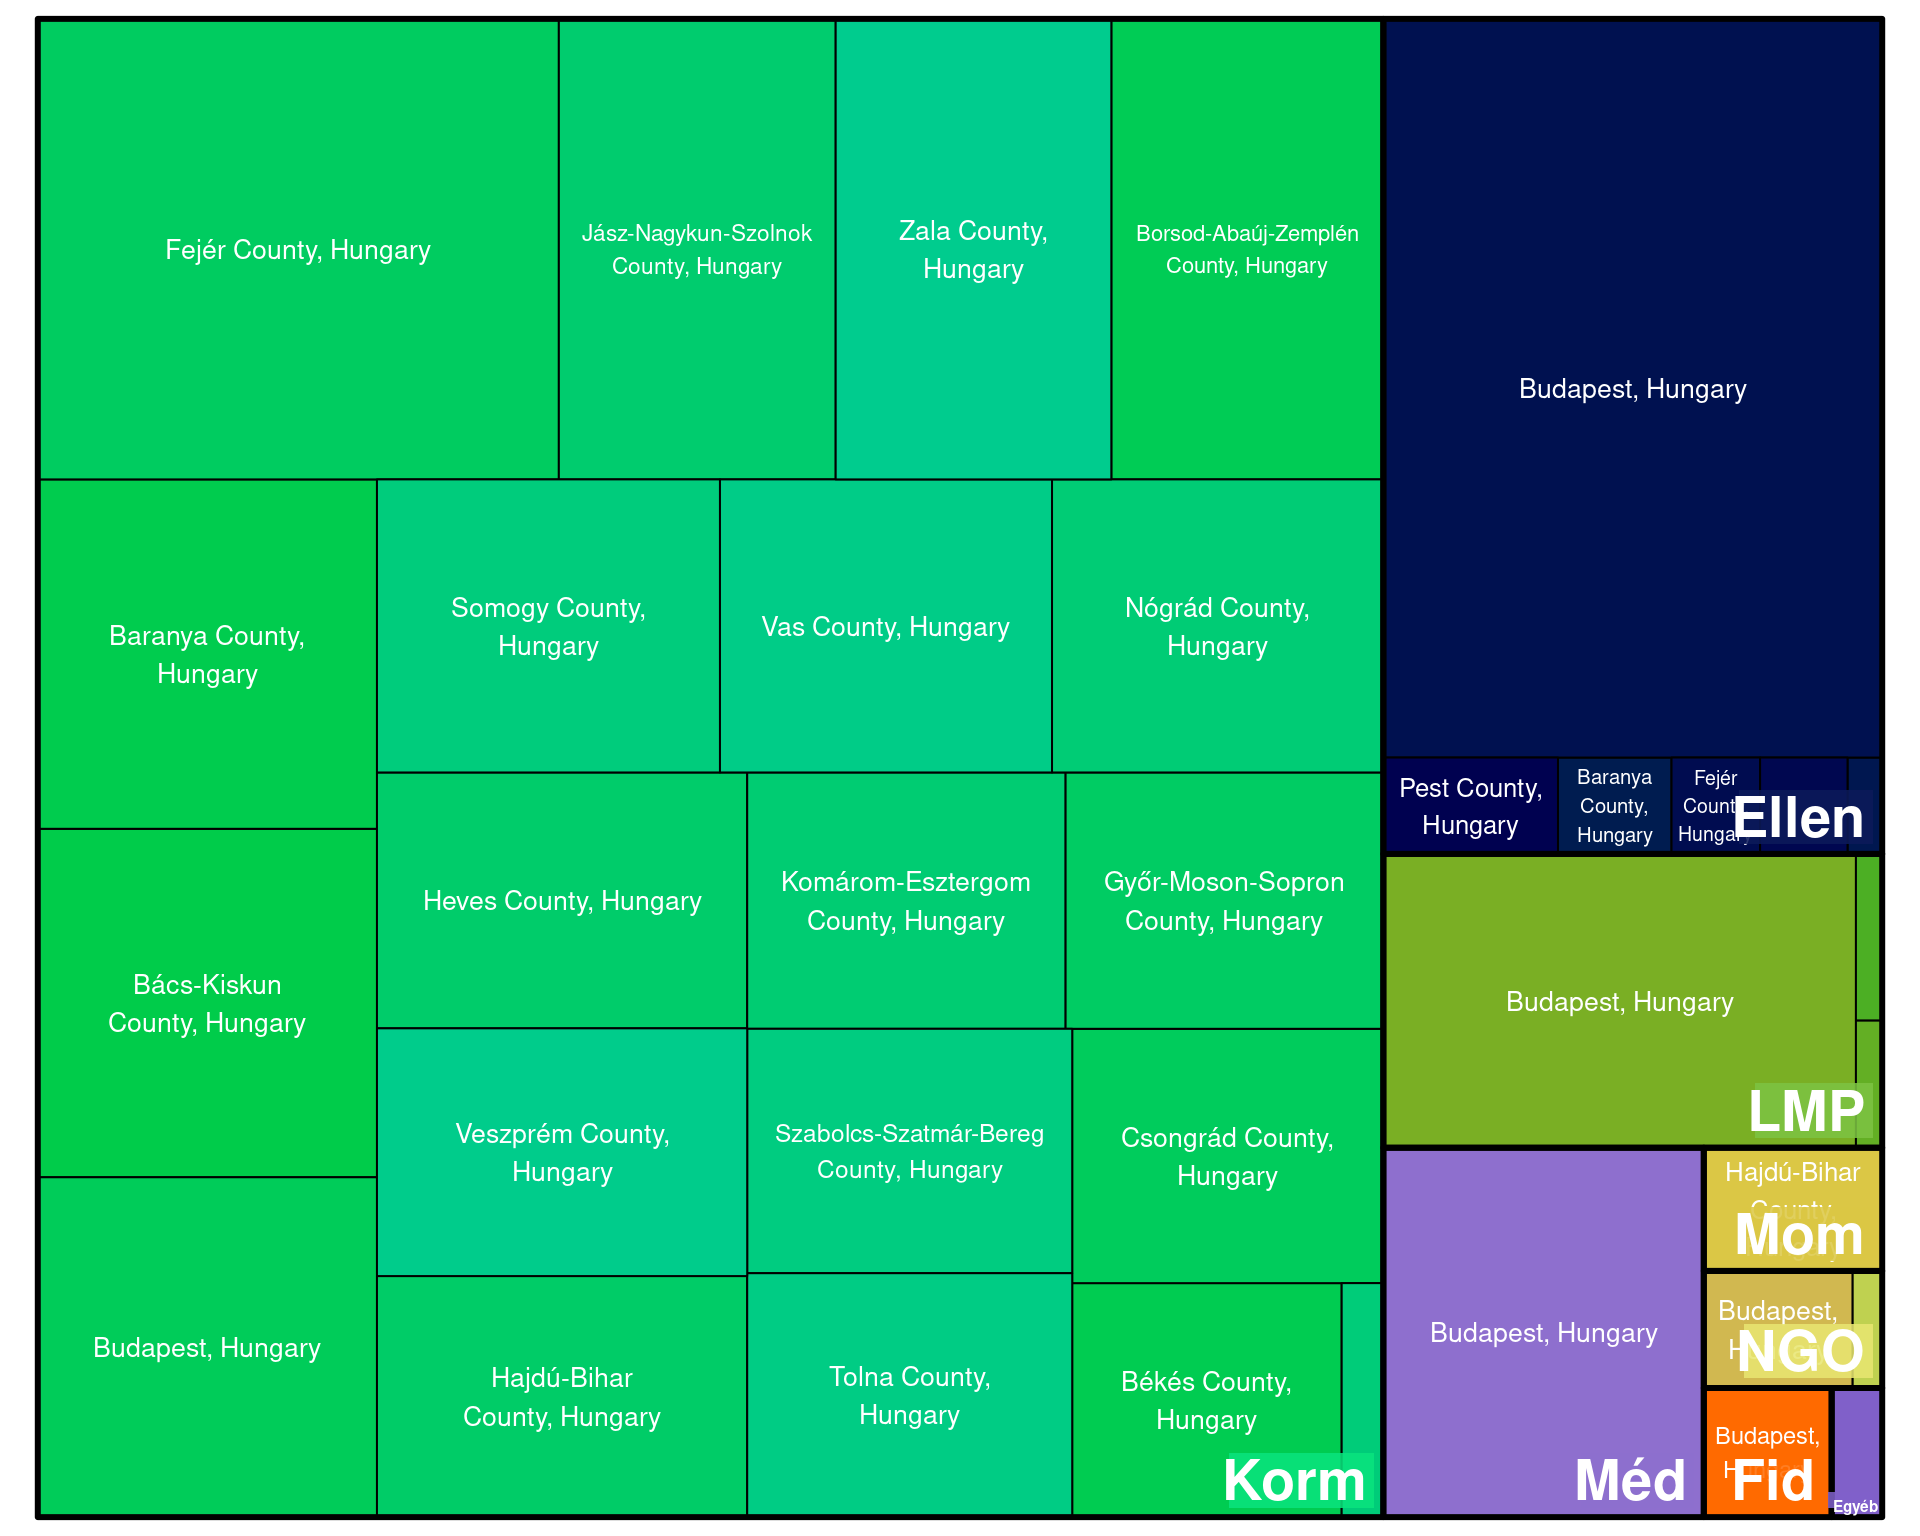 Fejér County, Hungary
Jász-Nagykun-Szolnok
County, Hungary
Zala County,
Hungary
Borsod-Abaúj-Zemplén
County, Hungary
Baranya County,
Hungary
Somogy County,
Hungary
Vas County, Hungary
Nógrád County,
Hungary
Bács-Kiskun
County, Hungary
Heves County, Hungary
Komárom-Esztergom
County, Hungary
Győr-Moson-Sopron
County, Hungary
Veszprém County,
Hungary
Szabolcs-Szatmár-Bereg
County, Hungary
Csongrád County,
Hungary
Budapest, Hungary
Hajdú-Bihar
County, Hungary
Tolna County,
Hungary
Békés County,
Hungary
Korm
Budapest, Hungary
Pest County,
Hungary
Baranya
County,
Hungary
Fejér
County,
Hungary
Ellen
Budapest, Hungary
LMP
Budapest, Hungary
Méd
Hajdú-Bihar
County,
Mom
Budapest,
NGO
Budapest,
Fid
Egyéb